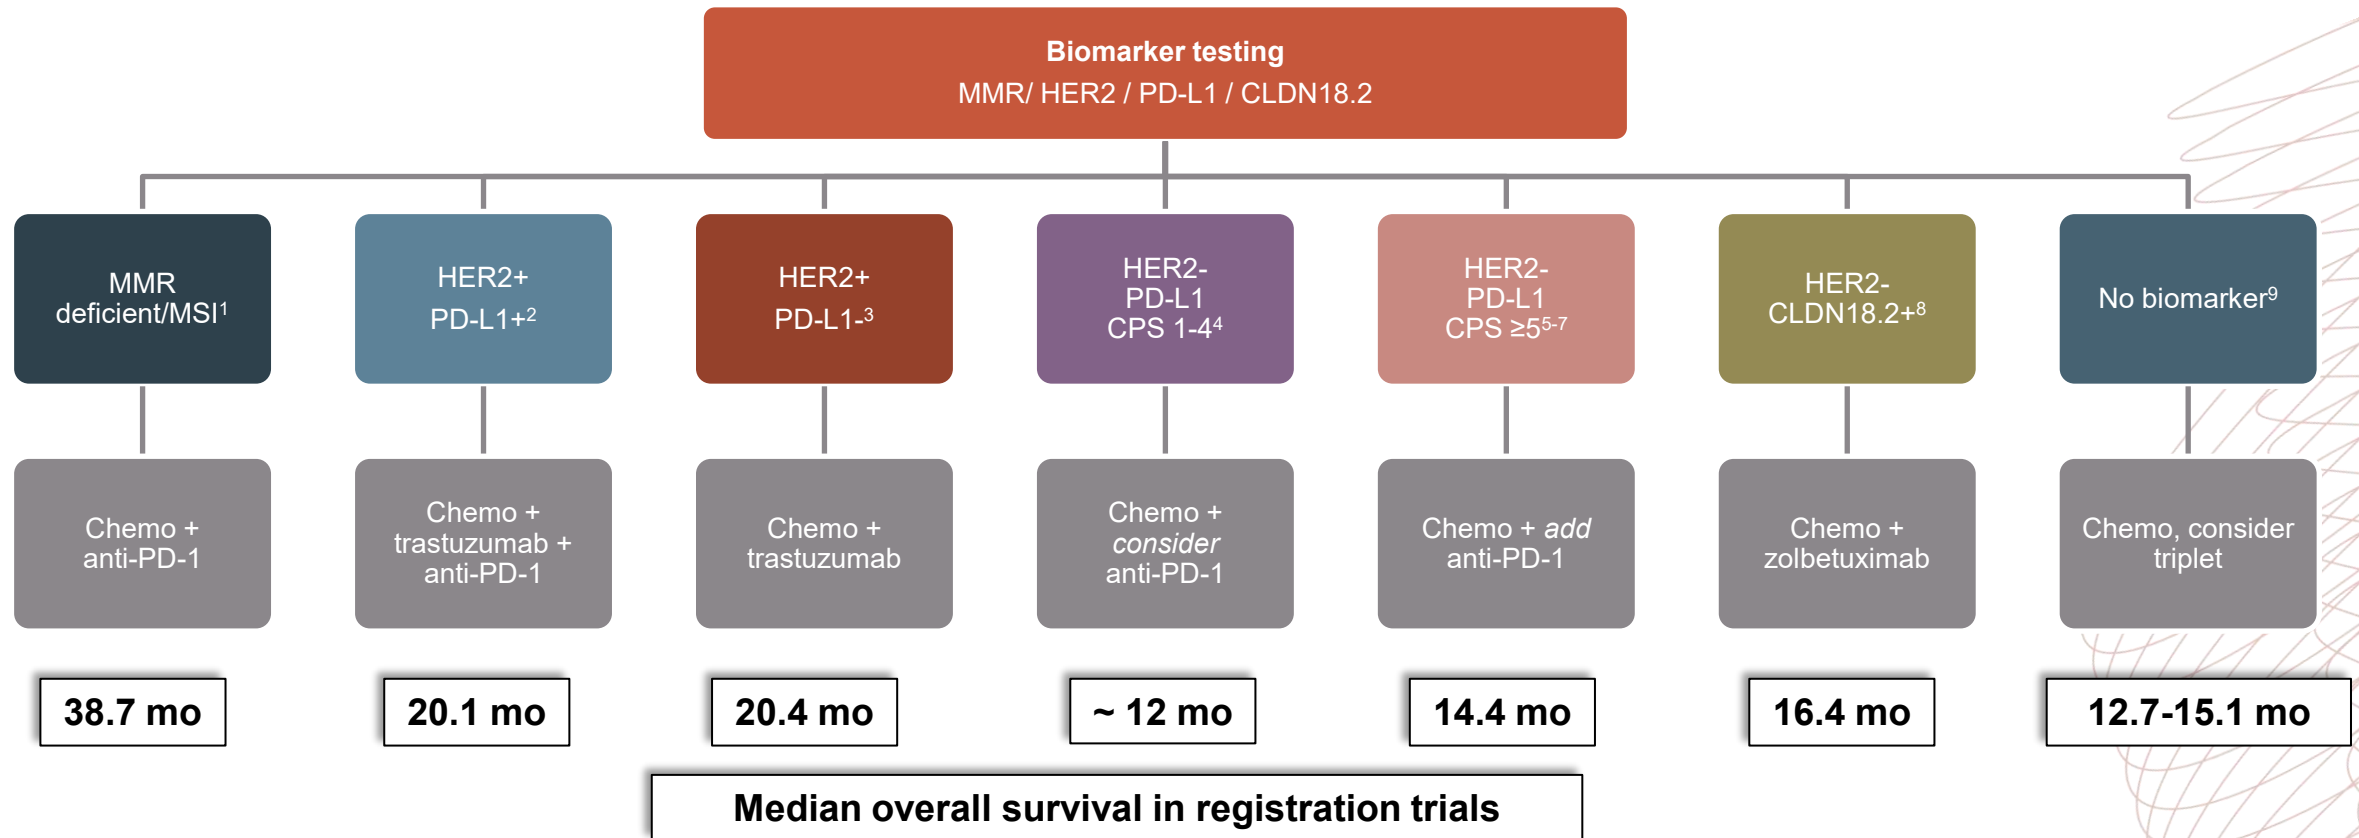 Biomarker testing
MMR/ HER2 / PD-L1 / CLDN18.2
MMR
deficient/MSI¹
HER2+
PD-L1+²
HER2+
PD-L1-³
HER2-
PD-L1
CPS 1-4⁴
HER2-
PD-L1
CPS ≥5⁵⁻⁷
HER2-
CLDN18.2+⁸
No biomarker⁹
Chemo +
anti-PD-1
Chemo +
trastuzumab +
anti-PD-1
Chemo +
trastuzumab
Chemo +
consider
anti-PD-1
Chemo + add
anti-PD-1
Chemo +
zolbetuximab
Chemo, consider
triplet
38.7 mo
20.1 mo
20.4 mo
~ 12 mo
14.4 mo
16.4 mo
12.7-15.1 mo
Median overall survival in registration trials